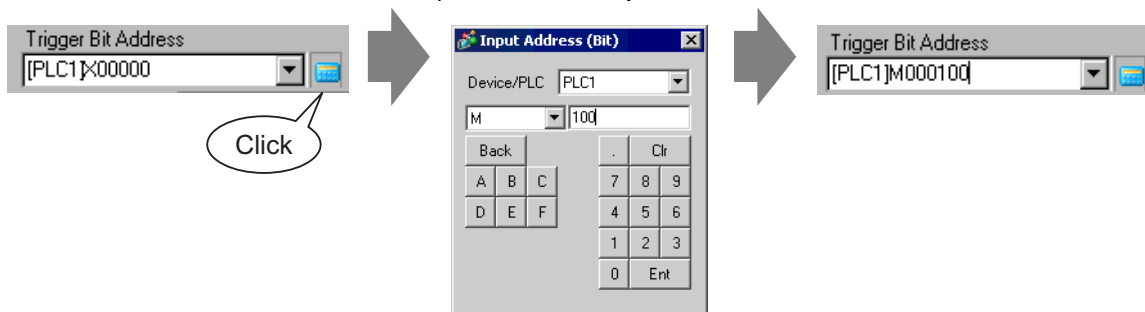 Trigger Bit Address
[PLC1]X00000
Click
Input Address (Bit)
Device/PLC PLC1
M 100
Back . Clr
A B C 7 8 9
D E F 4 5 6
1 2 3
0 Ent
Trigger Bit Address
[PLC1]M000100